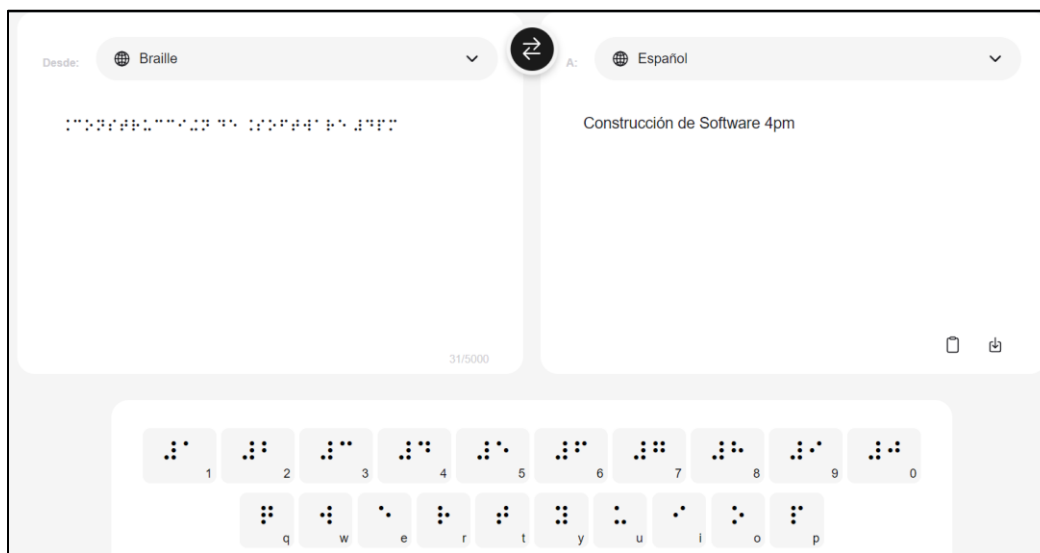 Desde: Braille A: Español
⠨⠉⠕⠝⠎⠞⠗⠥⠉⠉⠊⠬⠝ ⠙⠑ ⠨⠎⠕⠋⠞⠺⠁⠗⠑ ⠼⠙⠏⠍
Construcción de Software 4pm
31/5000
⠼⠁ 1 ⠼⠃ 2 ⠼⠉ 3 ⠼⠙ 4 ⠼⠑ 5 ⠼⠋ 6 ⠼⠛ 7 ⠼⠓ 8 ⠼⠊ 9 ⠼⠚ 0
⠟ q ⠺ w ⠑ e ⠗ r ⠞ t ⠽ y ⠥ u ⠊ i ⠕ o ⠏ p